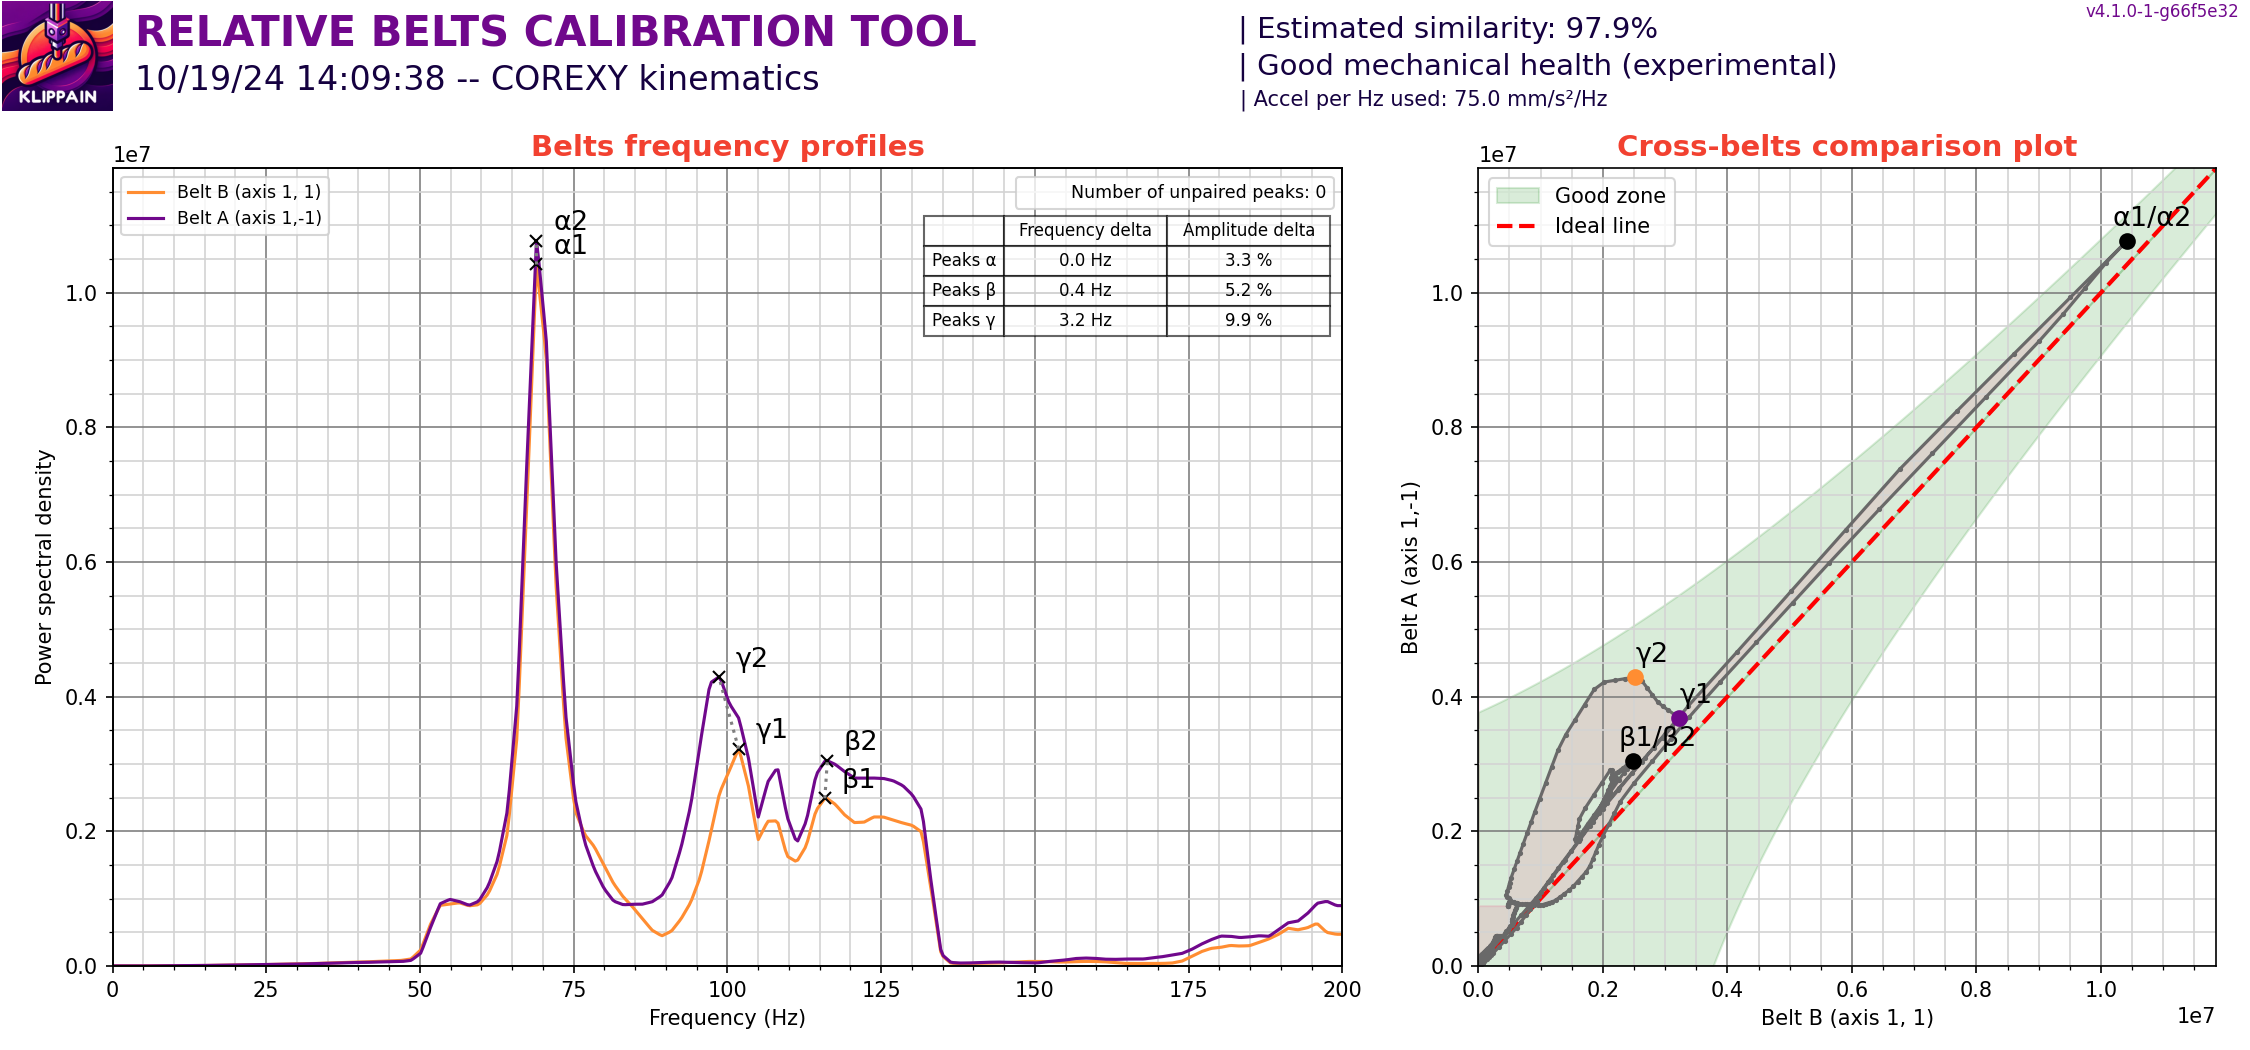 KLIPPAIN
RELATIVE BELTS CALIBRATION TOOL
10/19/24 14:09:38 -- COREXY kinematics
| Estimated similarity: 97.9%
| Good mechanical health (experimental)
| Accel per Hz used: 75.0 mm/s²/Hz
v4.1.0-1-g66f5e32
Belts frequency profiles
1e7
Belt B (axis 1, 1)
Belt A (axis 1,-1)
Number of unpaired peaks: 0
Frequency delta Amplitude delta
Peaks α 0.0 Hz 3.3 %
Peaks β 0.4 Hz 5.2 %
Peaks γ 3.2 Hz 9.9 %
α2
α1
γ2
γ1
β2
β1
1.0
0.8
0.6
0.4
0.2
0.0
Power spectral density
0 25 50 75 100 125 150 175 200
Frequency (Hz)
Cross-belts comparison plot
1e7
Good zone
Ideal line
α1/α2
γ2
γ1
β1/β2
1.0
0.8
0.6
0.4
0.2
0.0
Belt A (axis 1,-1)
0.0 0.2 0.4 0.6 0.8 1.0
1e7
Belt B (axis 1, 1)